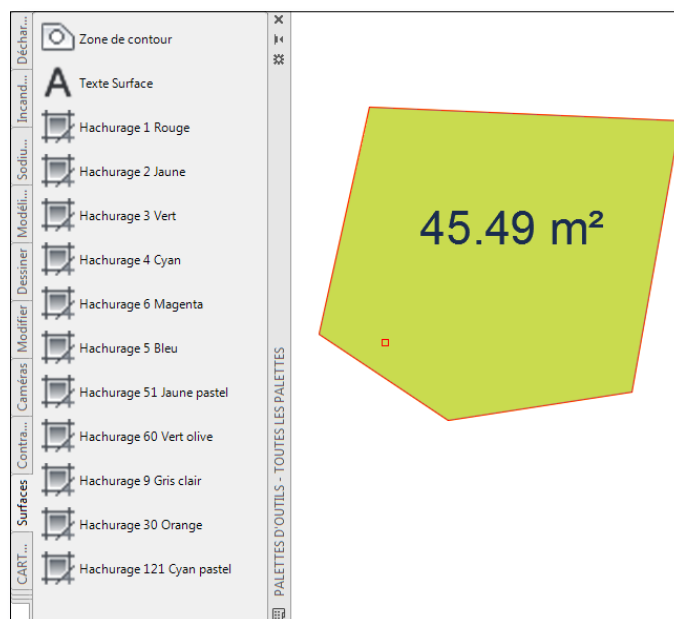 Déchar...
Incand...
Sodiu...
Modéli...
Dessiner
Modifier
Caméras
Contra...
Surfaces
CART...
Zone de contour
A Texte Surface
Hachurage 1 Rouge
Hachurage 2 Jaune
Hachurage 3 Vert
Hachurage 4 Cyan
Hachurage 6 Magenta
Hachurage 5 Bleu
Hachurage 51 Jaune pastel
Hachurage 60 Vert olive
Hachurage 9 Gris clair
Hachurage 30 Orange
Hachurage 121 Cyan pastel
PALETTES D'OUTILS - TOUTES LES PALETTES
45.49 m²